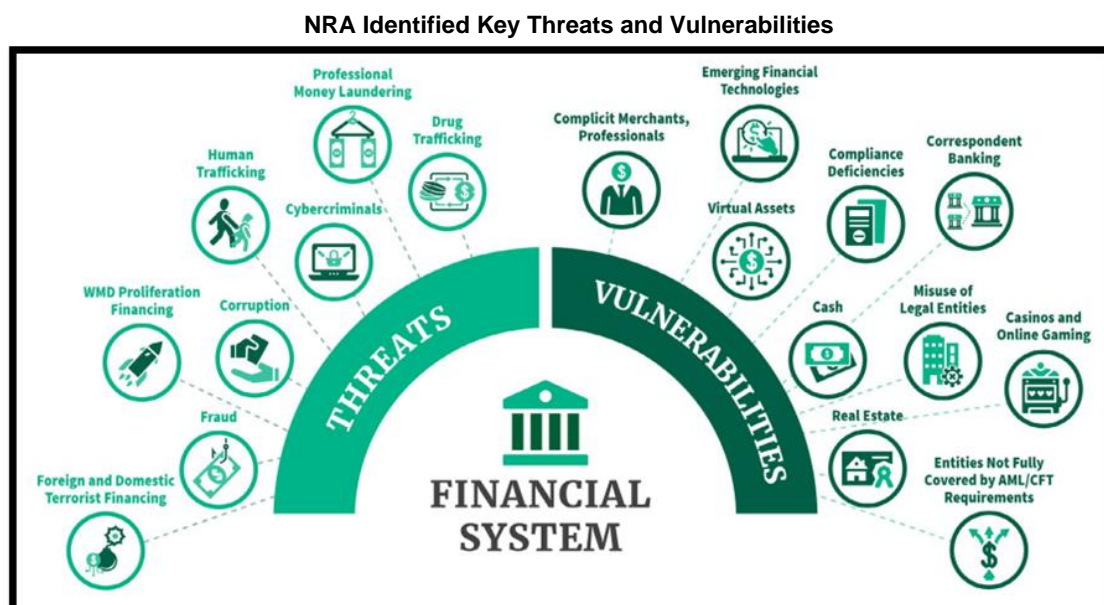 NRA Identified Key Threats and Vulnerabilities
Professional
Money Laundering
Drug
Trafficking
Human
Trafficking
Cybercriminals
WMD Proliferation
Financing
Corruption
Fraud
Foreign and Domestic
Terrorist Financing
THREATS
Emerging Financial
Technologies
Complicit Merchants,
Professionals
Compliance
Deficiencies
Correspondent
Banking
Virtual Assets
Cash
Misuse of
Legal Entities
Casinos and
Online Gaming
Real Estate
Entities Not Fully
Covered by AML/CFT
Requirements
VULNERABILITIES
FINANCIAL
SYSTEM